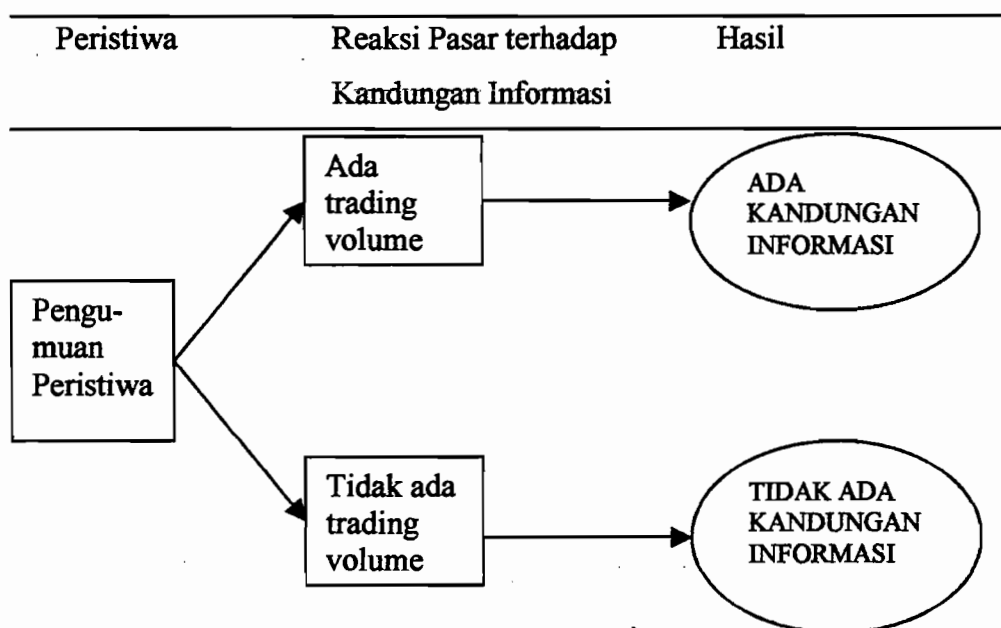 Peristiwa Reaksi Pasar terhadap Hasil
Kandungan Informasi
Ada
trading
volume
ADA
KANDUNGAN
INFORMASI
Pengu-
muan
Peristiwa
Tidak ada
trading
volume
TIDAK ADA
KANDUNGAN
INFORMASI